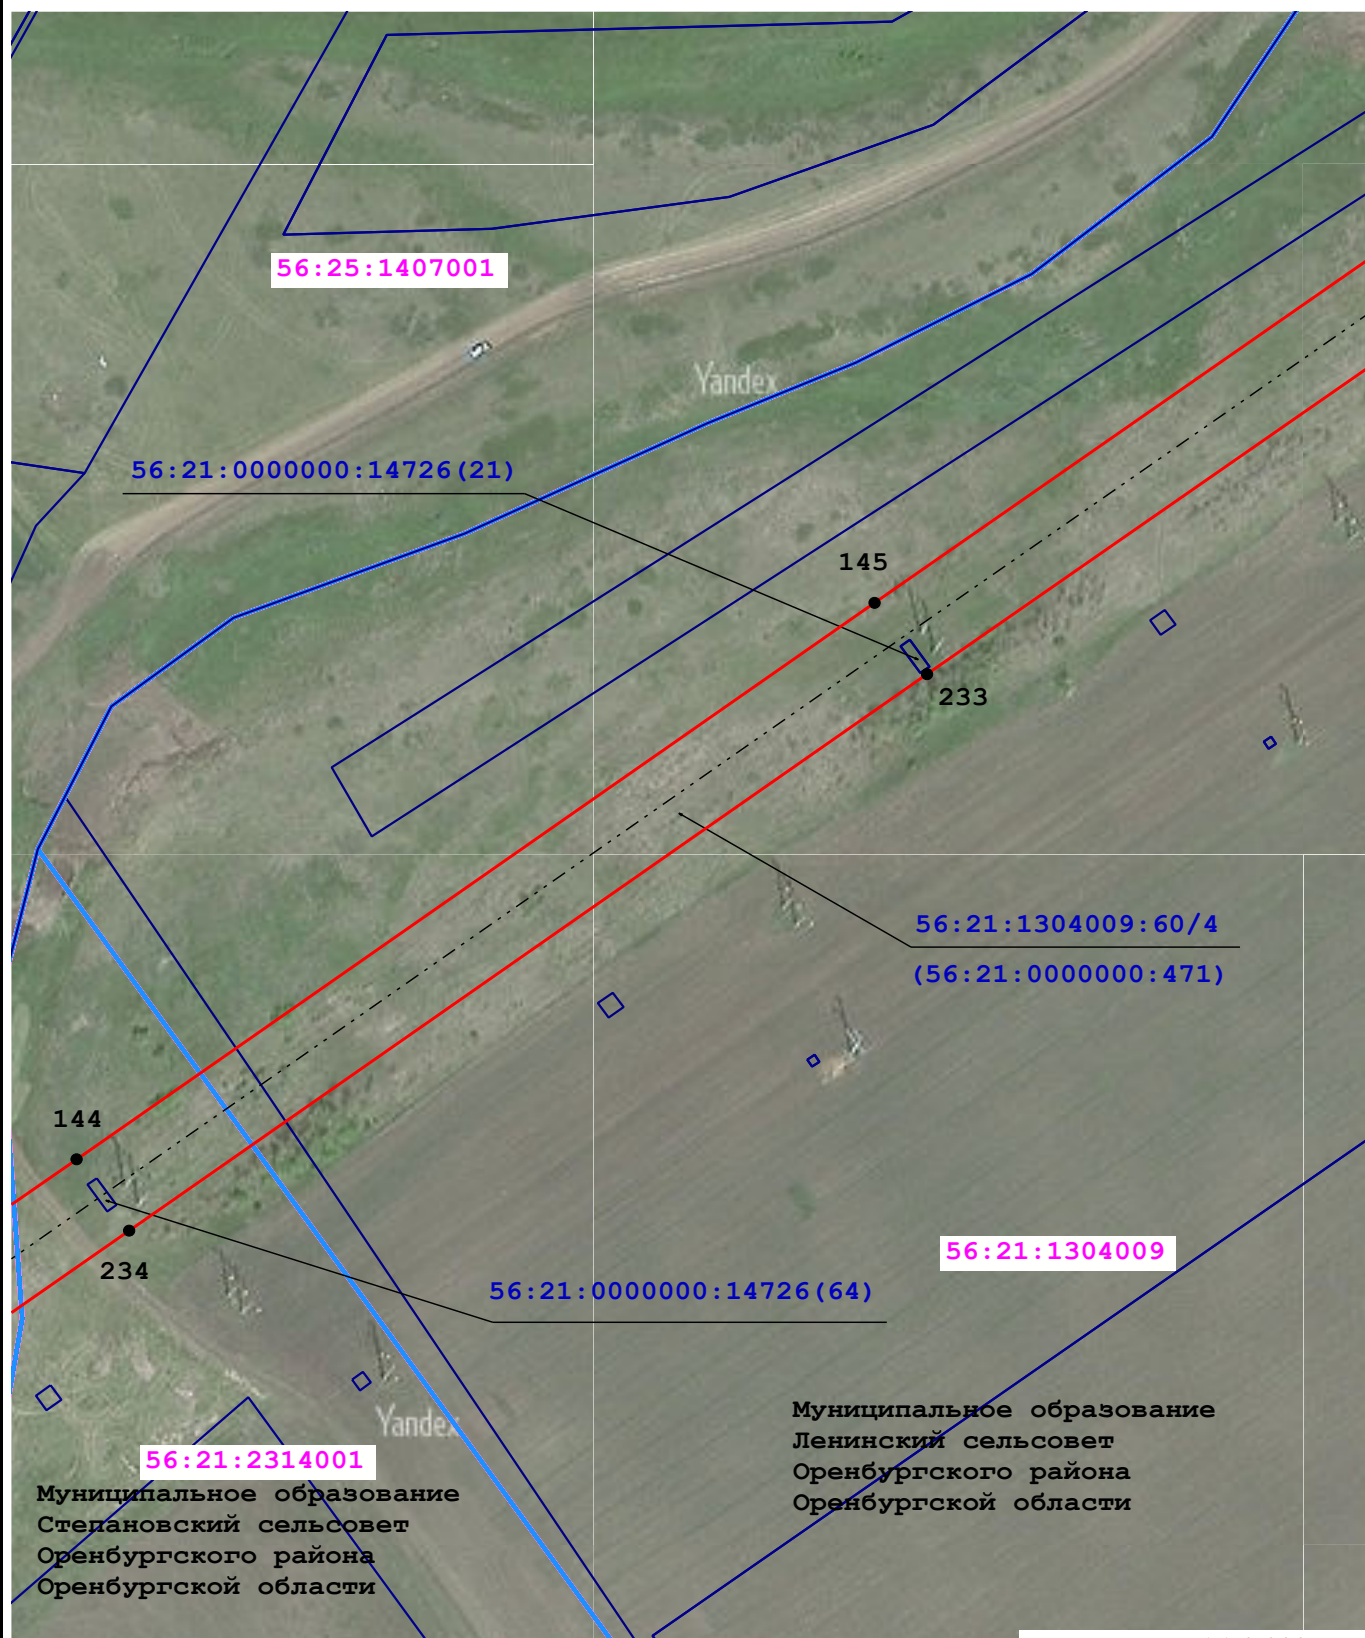 56:25:1407001
Yandex
56:21:0000000:14726(21)
145
233
56:21:1304009:60/4
(56:21:0000000:471)
144
234
56:21:1304009
56:21:0000000:14726(64)
Муниципальное образование
Ленинский сельсовет
Оренбургского района
Оренбургской области
Yandex
56:21:2314001
Муниципальное образование
Степановский сельсовет
Оренбургского района
Оренбургской области